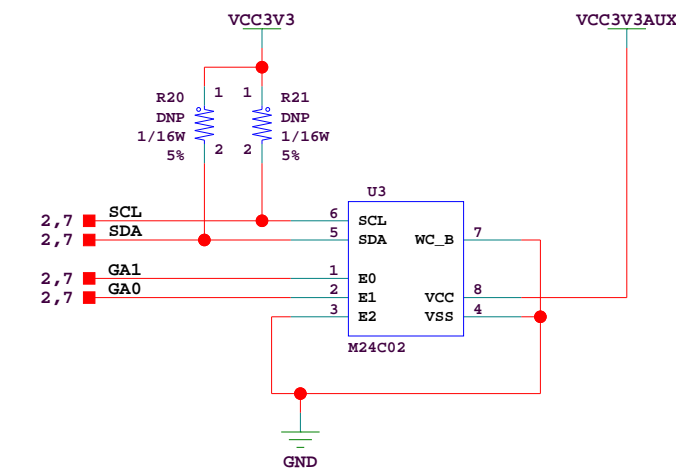 VCC3V3 VCC3V3AUX
R20 1 1 R21
DNP DNP
1/16W 1/16W
5% 2 2 5%
U3
2,7 SCL 6 SCL
2,7 SDA 5 SDA WC_B 7
2,7 GA1 1 E0
2,7 GA0 2 E1 VCC 8
3 E2 VSS 4
M24C02
GND